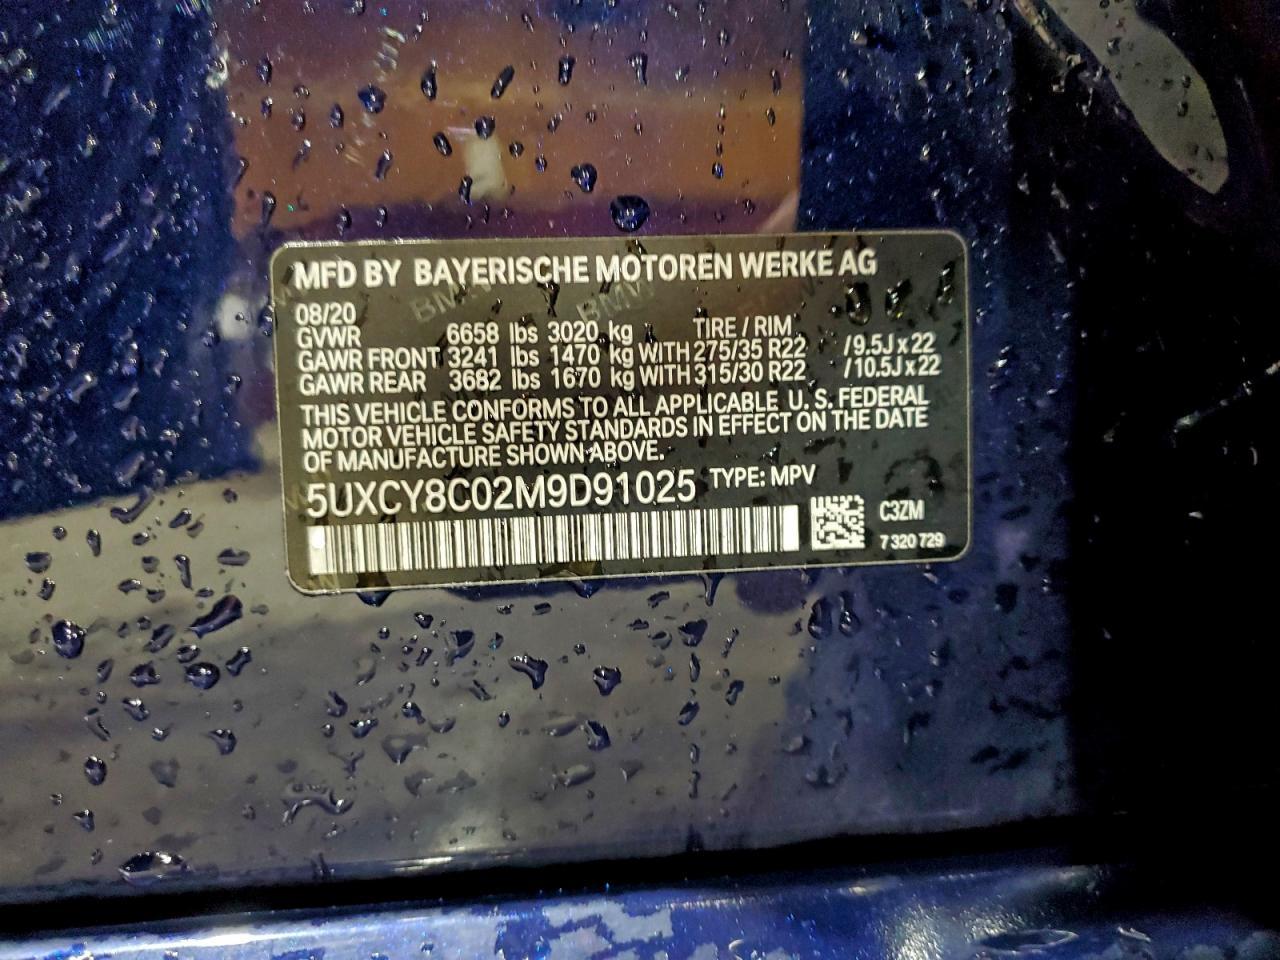 MFD BY BAYERISCHE MOTOREN WERKE AG
08/20
GVWR 6658 lbs 3020 kg TIRE / RIM
GAWR FRONT 3241 lbs 1470 kg WITH 275/35 R22 /9.5J x 22
GAWR REAR 3682 lbs 1670 kg WITH 315/30 R22 /10.5J x 22
THIS VEHICLE CONFORMS TO ALL APPLICABLE U. S. FEDERAL
MOTOR VEHICLE SAFETY STANDARDS IN EFFECT ON THE DATE
OF MANUFACTURE SHOWN ABOVE.
5UXCY8C02M9D91025 TYPE: MPV
C3ZM
7 320 729